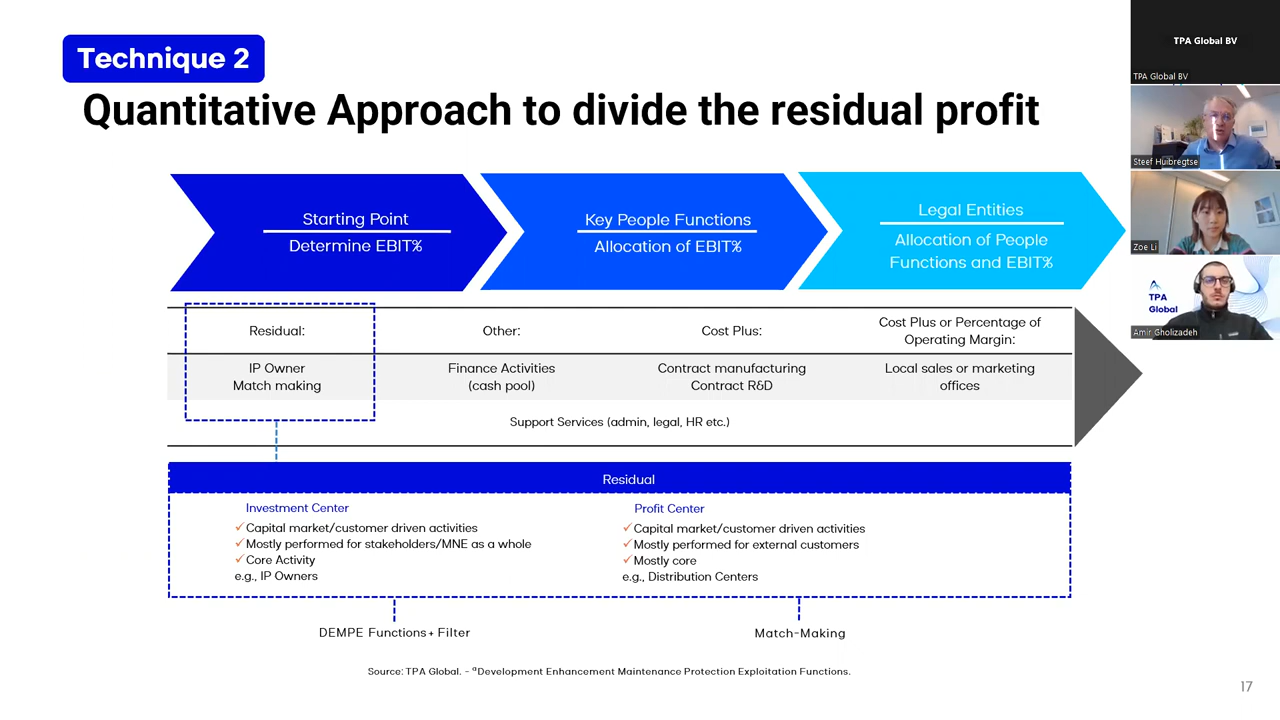 Technique 2
Quantitative Approach to divide the residual profit
Starting Point
Determine EBIT%
Key People Functions
Allocation of EBIT%
Legal Entities
Allocation of People
Functions and EBIT%
Residual:
Other:
Cost Plus:
Cost Plus or Percentage of
Operating Margin:
IP Owner
Match making
Finance Activities
(cash pool)
Contract manufacturing
Contract R&D
Local sales or marketing
offices
Support Services (admin, legal, HR etc.)
Residual
Investment Center
✓Capital market/customer driven activities
✓Mostly performed for stakeholders/MNE as a whole
✓Core Activity
e.g., IP Owners
Profit Center
✓Capital market/customer driven activities
✓Mostly performed for external customers
✓Mostly core
e.g., Distribution Centers
DEMPE Functions+ Filter
Match-Making
Source: TPA Global. - ᵃDevelopment Enhancement Maintenance Protection Exploitation Functions.
17
TPA Global BV
TPA Global BV
Steef Huibregtse
Zoe Li
TPA
Global
Amir Gholizadeh